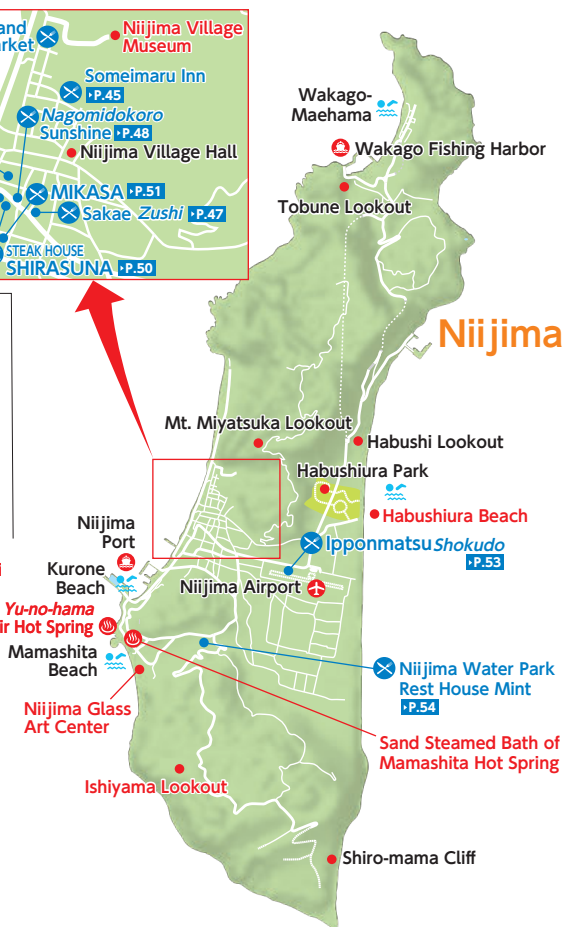 and
rket
Niijima Village
Museum
Someimaru Inn
P.45
Nagomidokoro
Sunshine P.48
Niijima Village Hall
MIKASA P.51
Sakae Zushi P.47
STEAK HOUSE
SHIRASUNA P.50
Wakago-
Maehama
Wakago Fishing Harbor
Tobune Lookout
Niijima
Mt. Miyatsuka Lookout
Habushi Lookout
Habushiura Park
Habushiura Beach
Niijima
Port
Ipponmatsu Shokudo
P.53
i
Kurone
Beach
Niijima Airport
Yu-no-hama
ir Hot Spring
Mamashita
Beach
Niijima Water Park
Rest House Mint
P.54
Niijima Glass
Art Center
Sand Steamed Bath of
Mamashita Hot Spring
Ishiyama Lookout
Shiro-mama Cliff